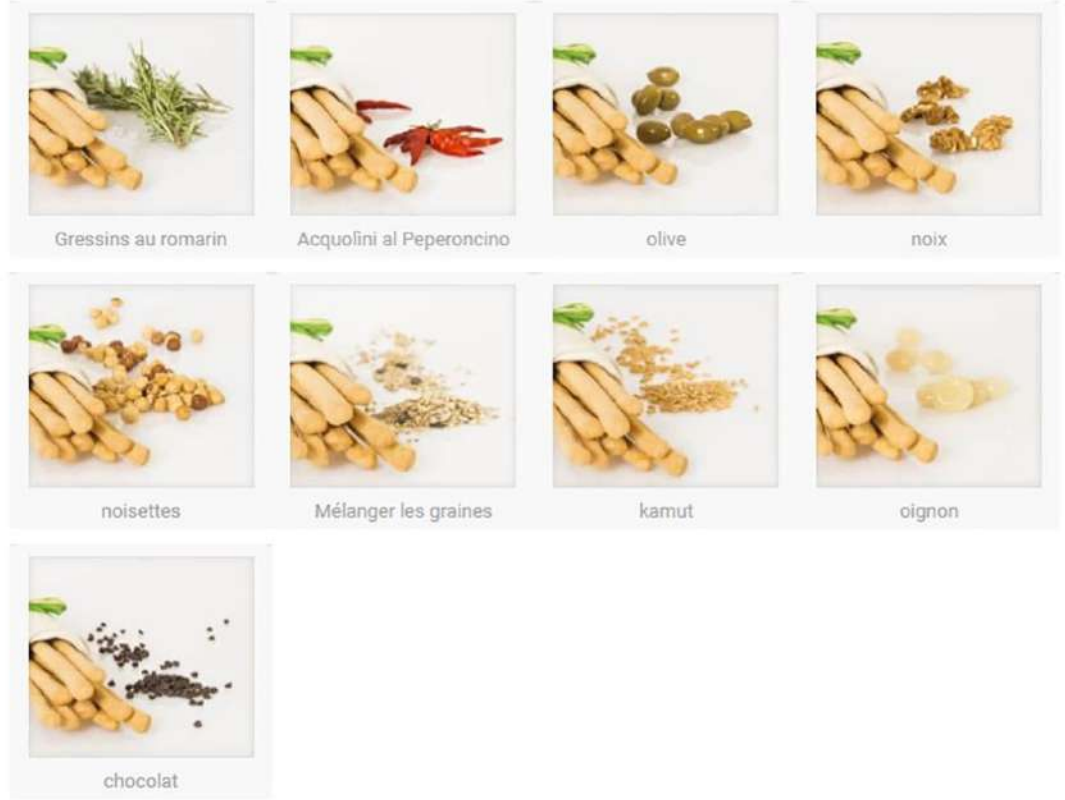 Gressins au romarin
Acquolini al Peperoncino
olive
noix
noisettes
Mélanger les graines
kamut
oignon
chocolat